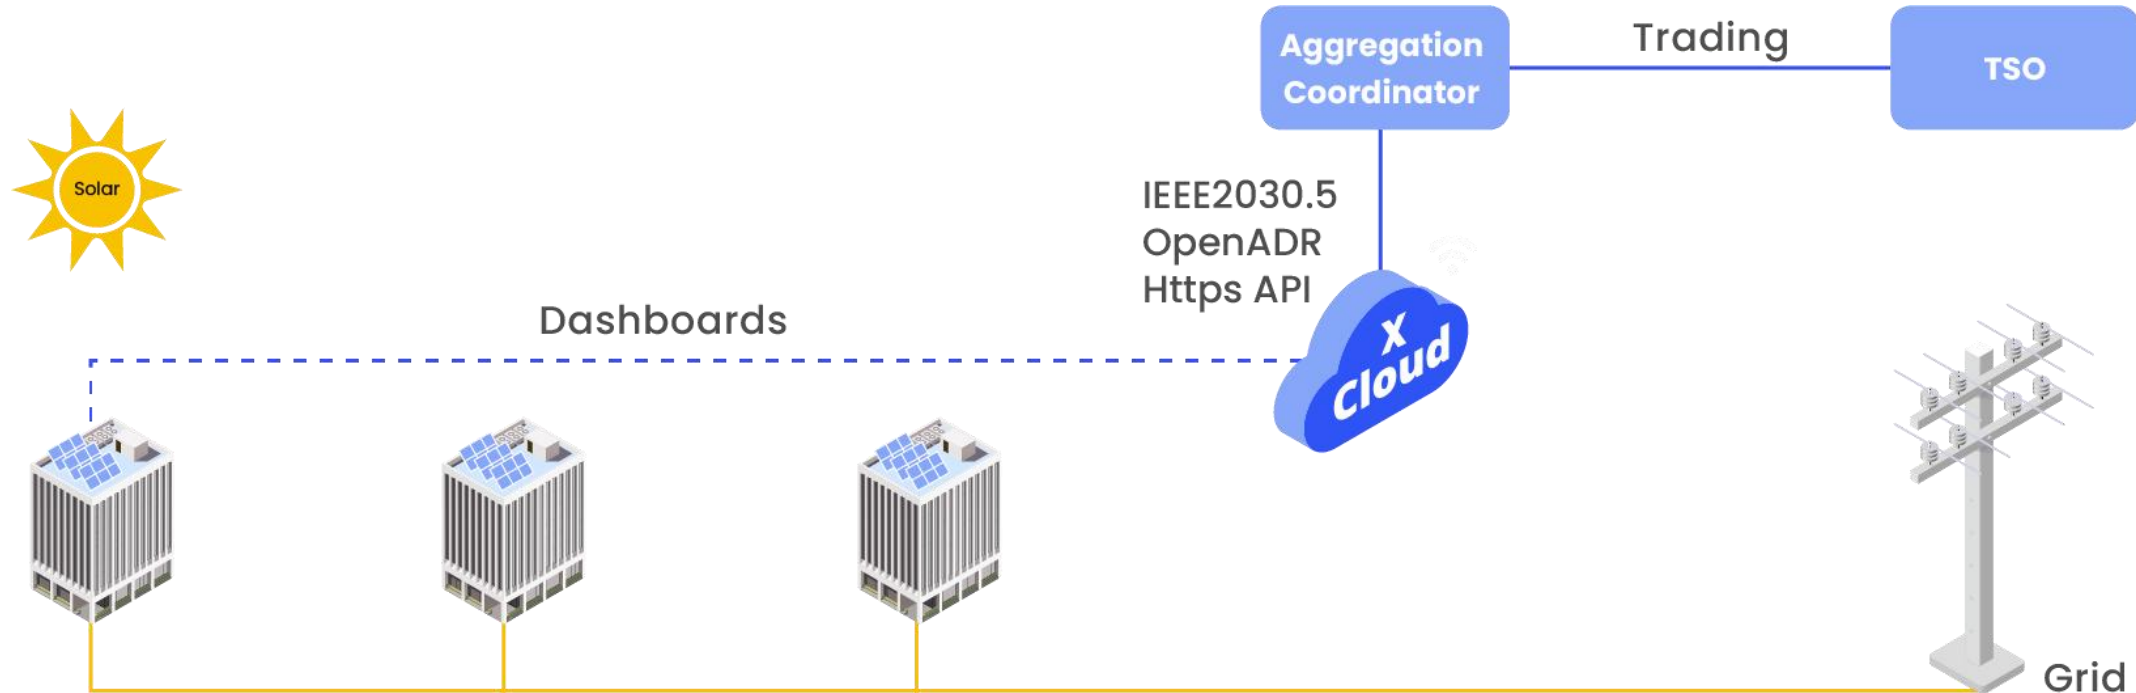 Aggregation
Coordinator
Trading
TSO
Solar
IEEE2030.5
OpenADR
Https API
Dashboards
X
Cloud
Grid